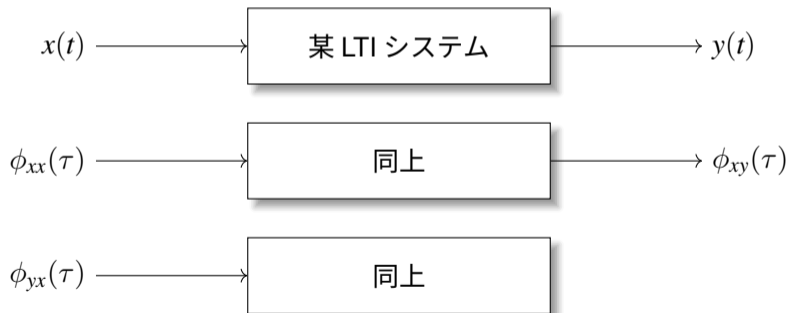 x(t) 某 LTI システム y(t)
ϕxx(τ) 同上 ϕxy(τ)
ϕyx(τ) 同上